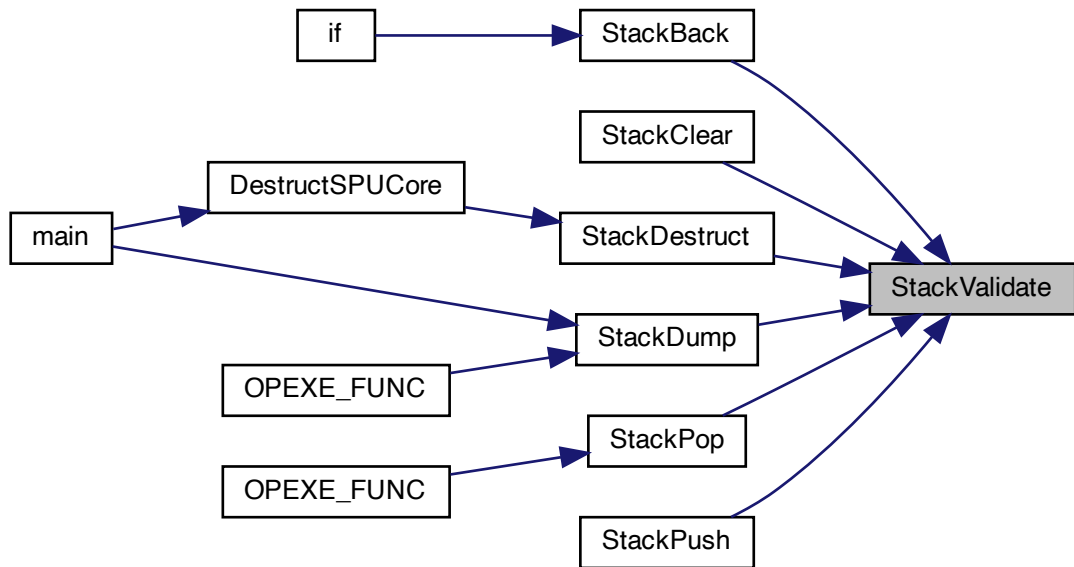 if
StackBack
StackClear
DestructSPUCore
main
StackDestruct
StackValidate
StackDump
OPEXE_FUNC
StackPop
OPEXE_FUNC
StackPush